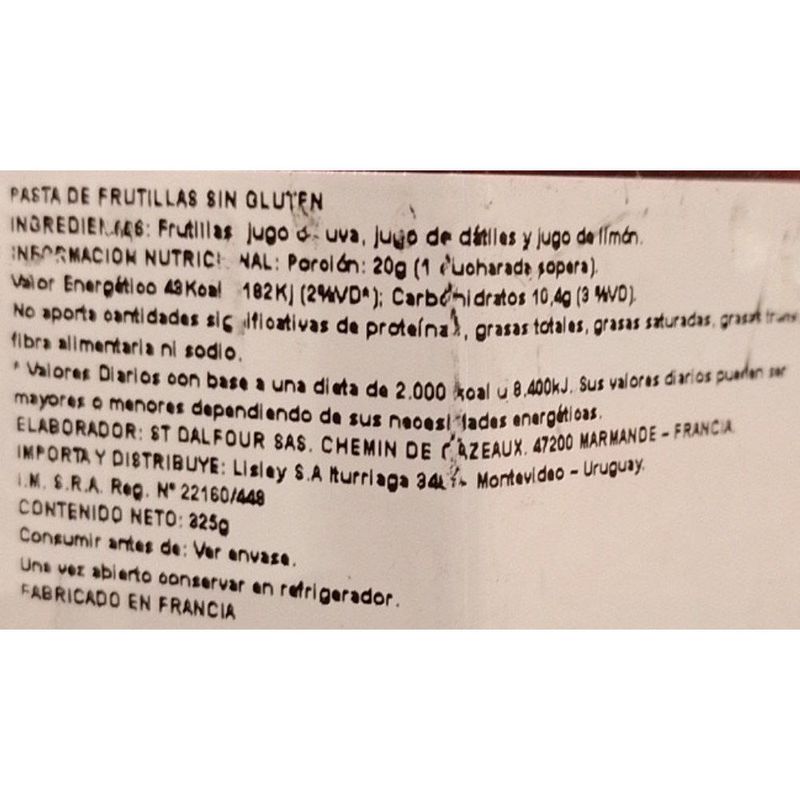 PASTA DE FRUTILLAS SIN GLUTEN
INGREDIENTES: Frutillas jugo de uva, jugo de dátiles y jugo de limón.
INFORMACION NUTRICIONAL: Porción: 20g (1 cucharada sopera).
Valor Energético 43Kcal 182Kj (2%VD*); Carbohidratos 10,4g (3 %VD).
No aporta cantidades significativas de proteínas, grasas totales, grasas saturadas, grasas trans
fibra alimentaria ni sodio.
* Valores Diarios con base a una dieta de 2.000 kcal u 8.400kJ. Sus valores diarios pueden ser
mayores o menores dependiendo de sus necesidades energéticas.
ELABORADOR: ST DALFOUR SAS. CHEMIN DE CAZEAUX. 47200 MARMANDE - FRANCIA
IMPORTA Y DISTRIBUYE: Lisley S.A Iturriaga Montevideo - Uruguay.
I.M. S.R.A. Reg. N° 22160/448
CONTENIDO NETO: 325g
Consumir antes de: Ver envase.
Una vez abierto conservar en refrigerador.
FABRICADO EN FRANCIA